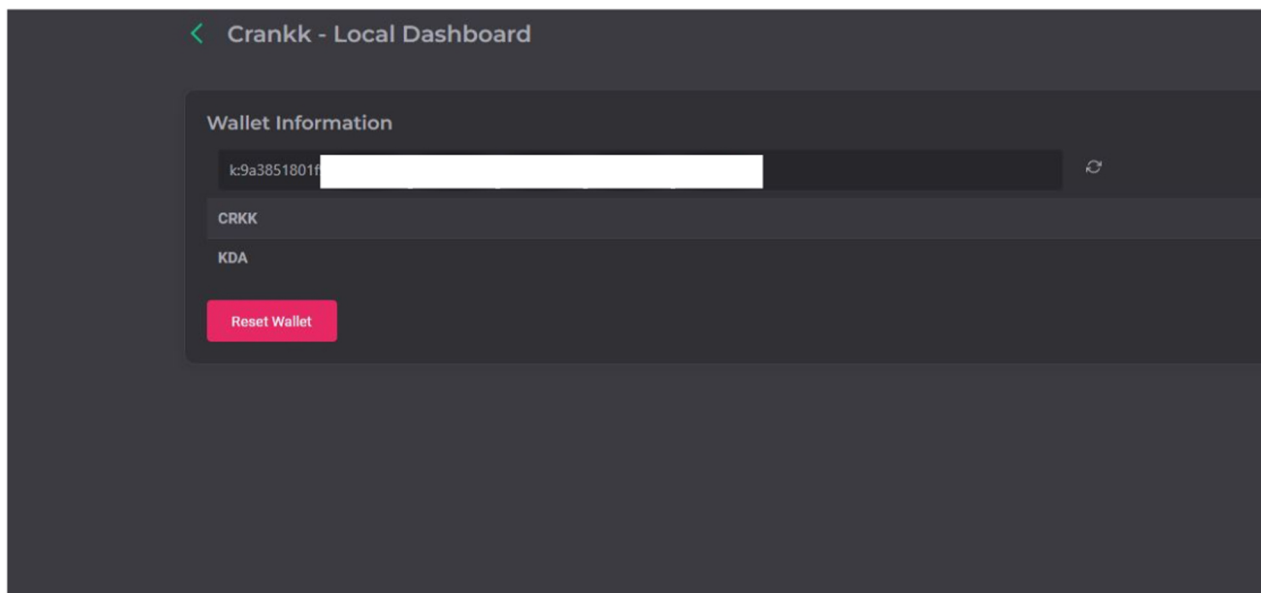 Crankk - Local Dashboard
Wallet Information
k:9a3851801f
CRKK
KDA
Reset Wallet